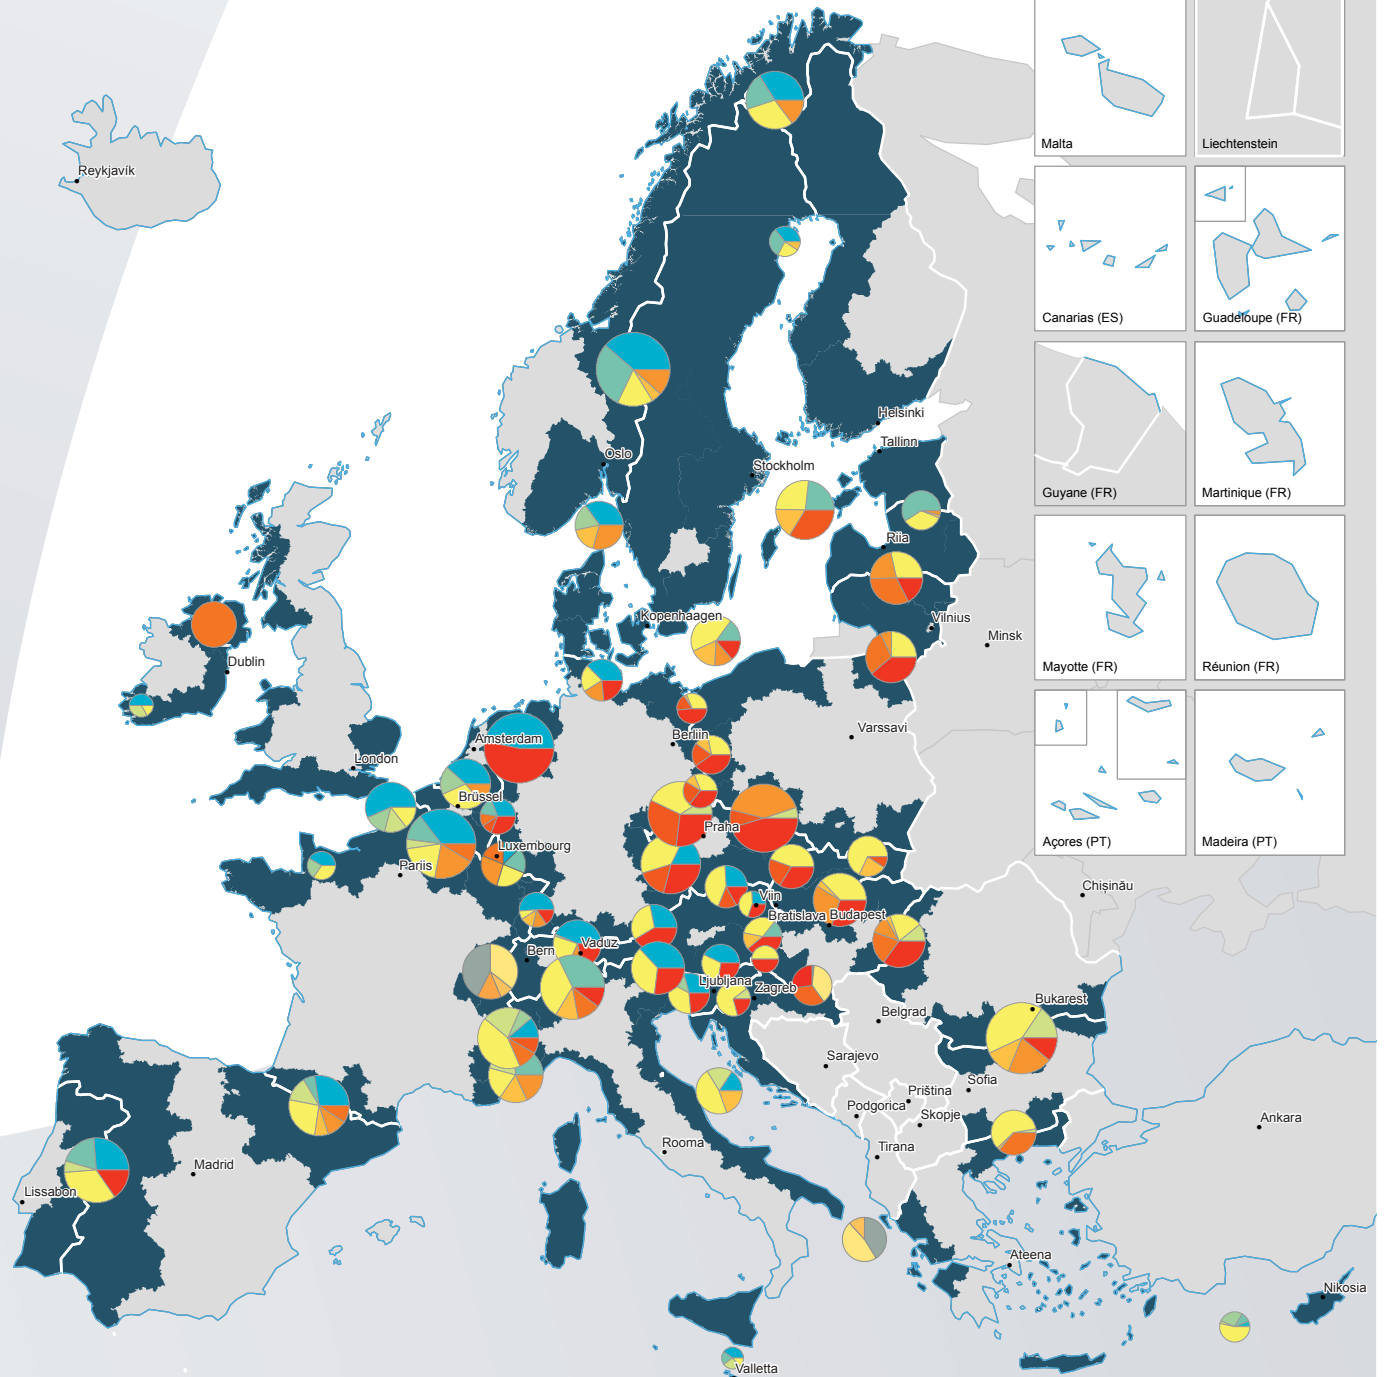 Reykjavík
Malta
Liechtenstein
Canarias (ES)
Guadeloupe (FR)
Guyane (FR)
Martinique (FR)
Mayotte (FR)
Réunion (FR)
Açores (PT)
Madeira (PT)
Helsinki
Tallinn
Oslo
Stockholm
Riia
Kopenhaagen
Vilnius
Minsk
Dublin
Varssavi
Berliin
Amsterdam
London
Brüssel
Praha
Luxembourg
Pariis
Chișinău
Viin
Bratislava
Budapest
Bern
Vaduz
Ljubljana
Zagreb
Bukarest
Belgrad
Sarajevo
Sofia
Priština
Podgorica
Skopje
Ankara
Rooma
Tirana
Madrid
Lissabon
Ateena
Nikosia
Valletta